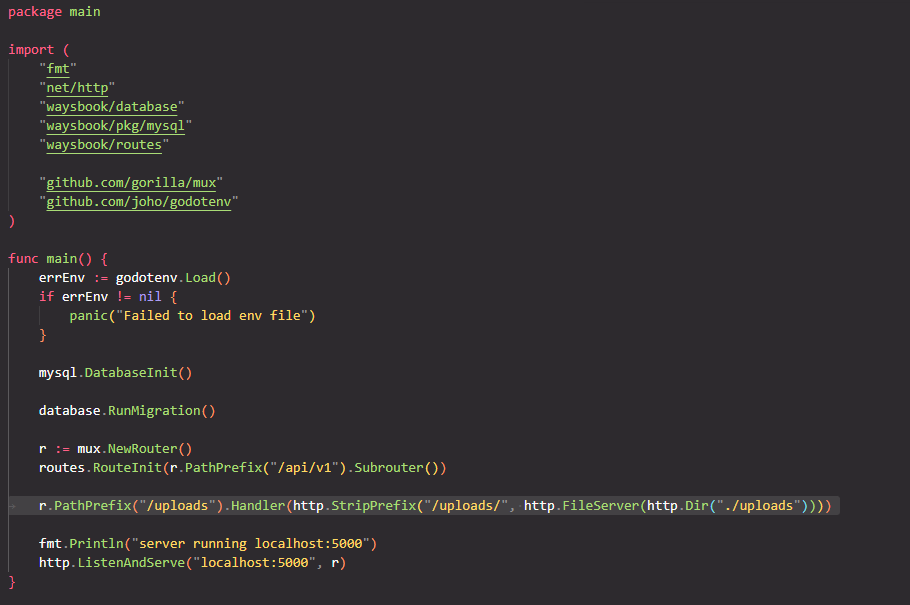 package main
import (
"fmt"
"net/http"
"waysbook/database"
"waysbook/pkg/mysql"
"waysbook/routes"
"github.com/gorilla/mux"
"github.com/joho/godotenv"
)
func main() {
errEnv := godotenv.Load()
if errEnv != nil {
panic("Failed to load env file")
}
mysql.DatabaseInit()
database.RunMigration()
r := mux.NewRouter()
routes.RouteInit(r.PathPrefix("/api/v1").Subrouter())
r.PathPrefix("/uploads").Handler(http.StripPrefix("/uploads/", http.FileServer(http.Dir("./uploads"))))
fmt.Println("server running localhost:5000")
http.ListenAndServe("localhost:5000", r)
}